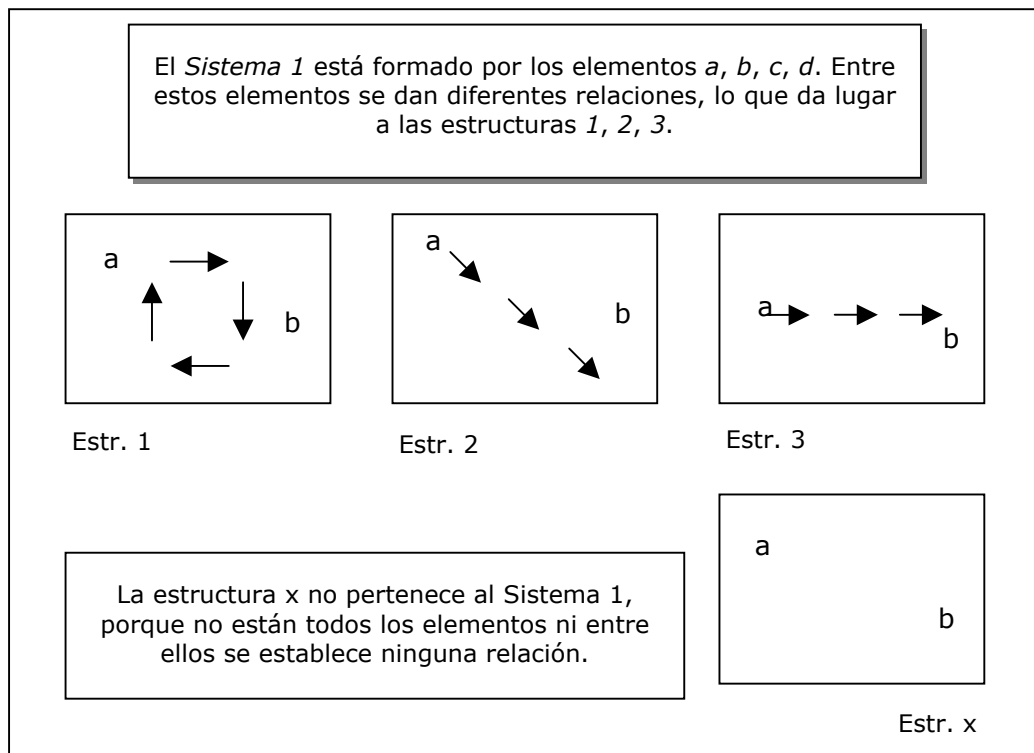 El Sistema 1 está formado por los elementos a, b, c, d. Entre
estos elementos se dan diferentes relaciones, lo que da lugar
a las estructuras 1, 2, 3.
a
b
Estr. 1
a
b
Estr. 2
a
b
Estr. 3
La estructura x no pertenece al Sistema 1,
porque no están todos los elementos ni entre
ellos se establece ninguna relación.
a
b
Estr. x